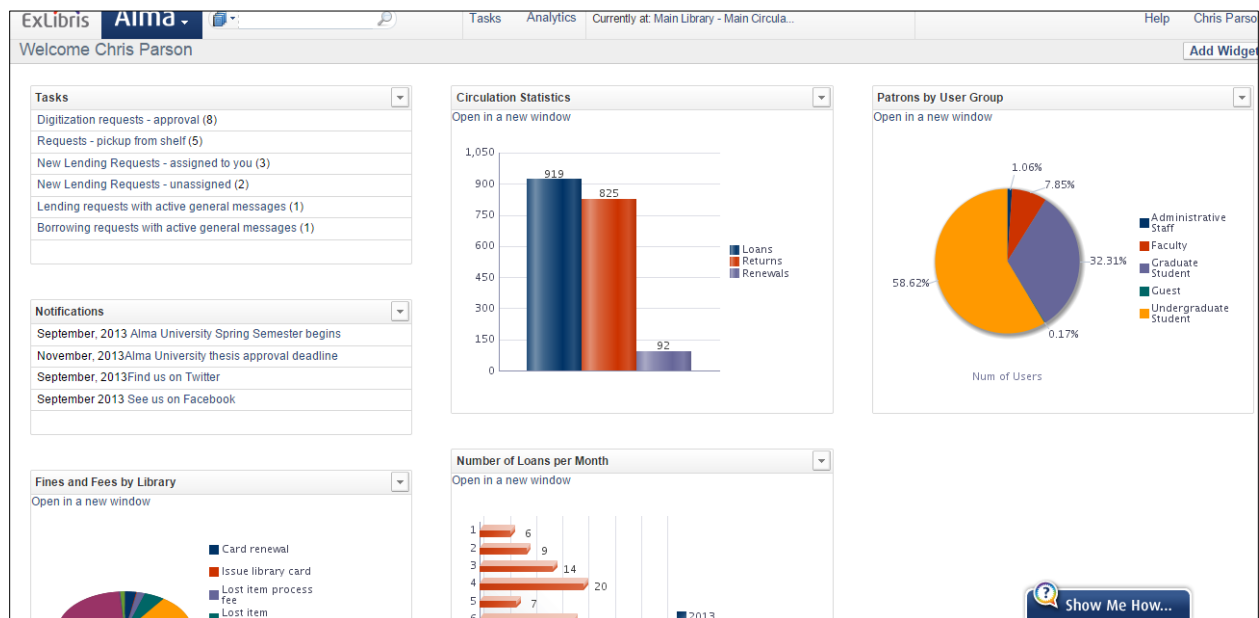 ExLibris Alma
Tasks Analytics Currently at: Main Library - Main Circula...
Help Chris Parso
Welcome Chris Parson
Add Widget
Tasks
Digitization requests - approval (8)
Requests - pickup from shelf (5)
New Lending Requests - assigned to you (3)
New Lending Requests - unassigned (2)
Lending requests with active general messages (1)
Borrowing requests with active general messages (1)
Notifications
September, 2013 Alma University Spring Semester begins
November, 2013Alma University thesis approval deadline
September, 2013Find us on Twitter
September 2013 See us on Facebook
Fines and Fees by Library
Open in a new window
Card renewal
Issue library card
Lost item process
fee
Lost item
Circulation Statistics
Open in a new window
1,050
900
750
600
450
300
150
0
919
825
92
Loans
Returns
Renewals
Number of Loans per Month
Open in a new window
1 6
2 9
3 14
4 20
5 7
6
2013
Patrons by User Group
Open in a new window
1.06%
7.85%
32.31%
0.17%
58.62%
Administrative
Staff
Faculty
Graduate
Student
Guest
Undergraduate
Student
Num of Users
Show Me How...